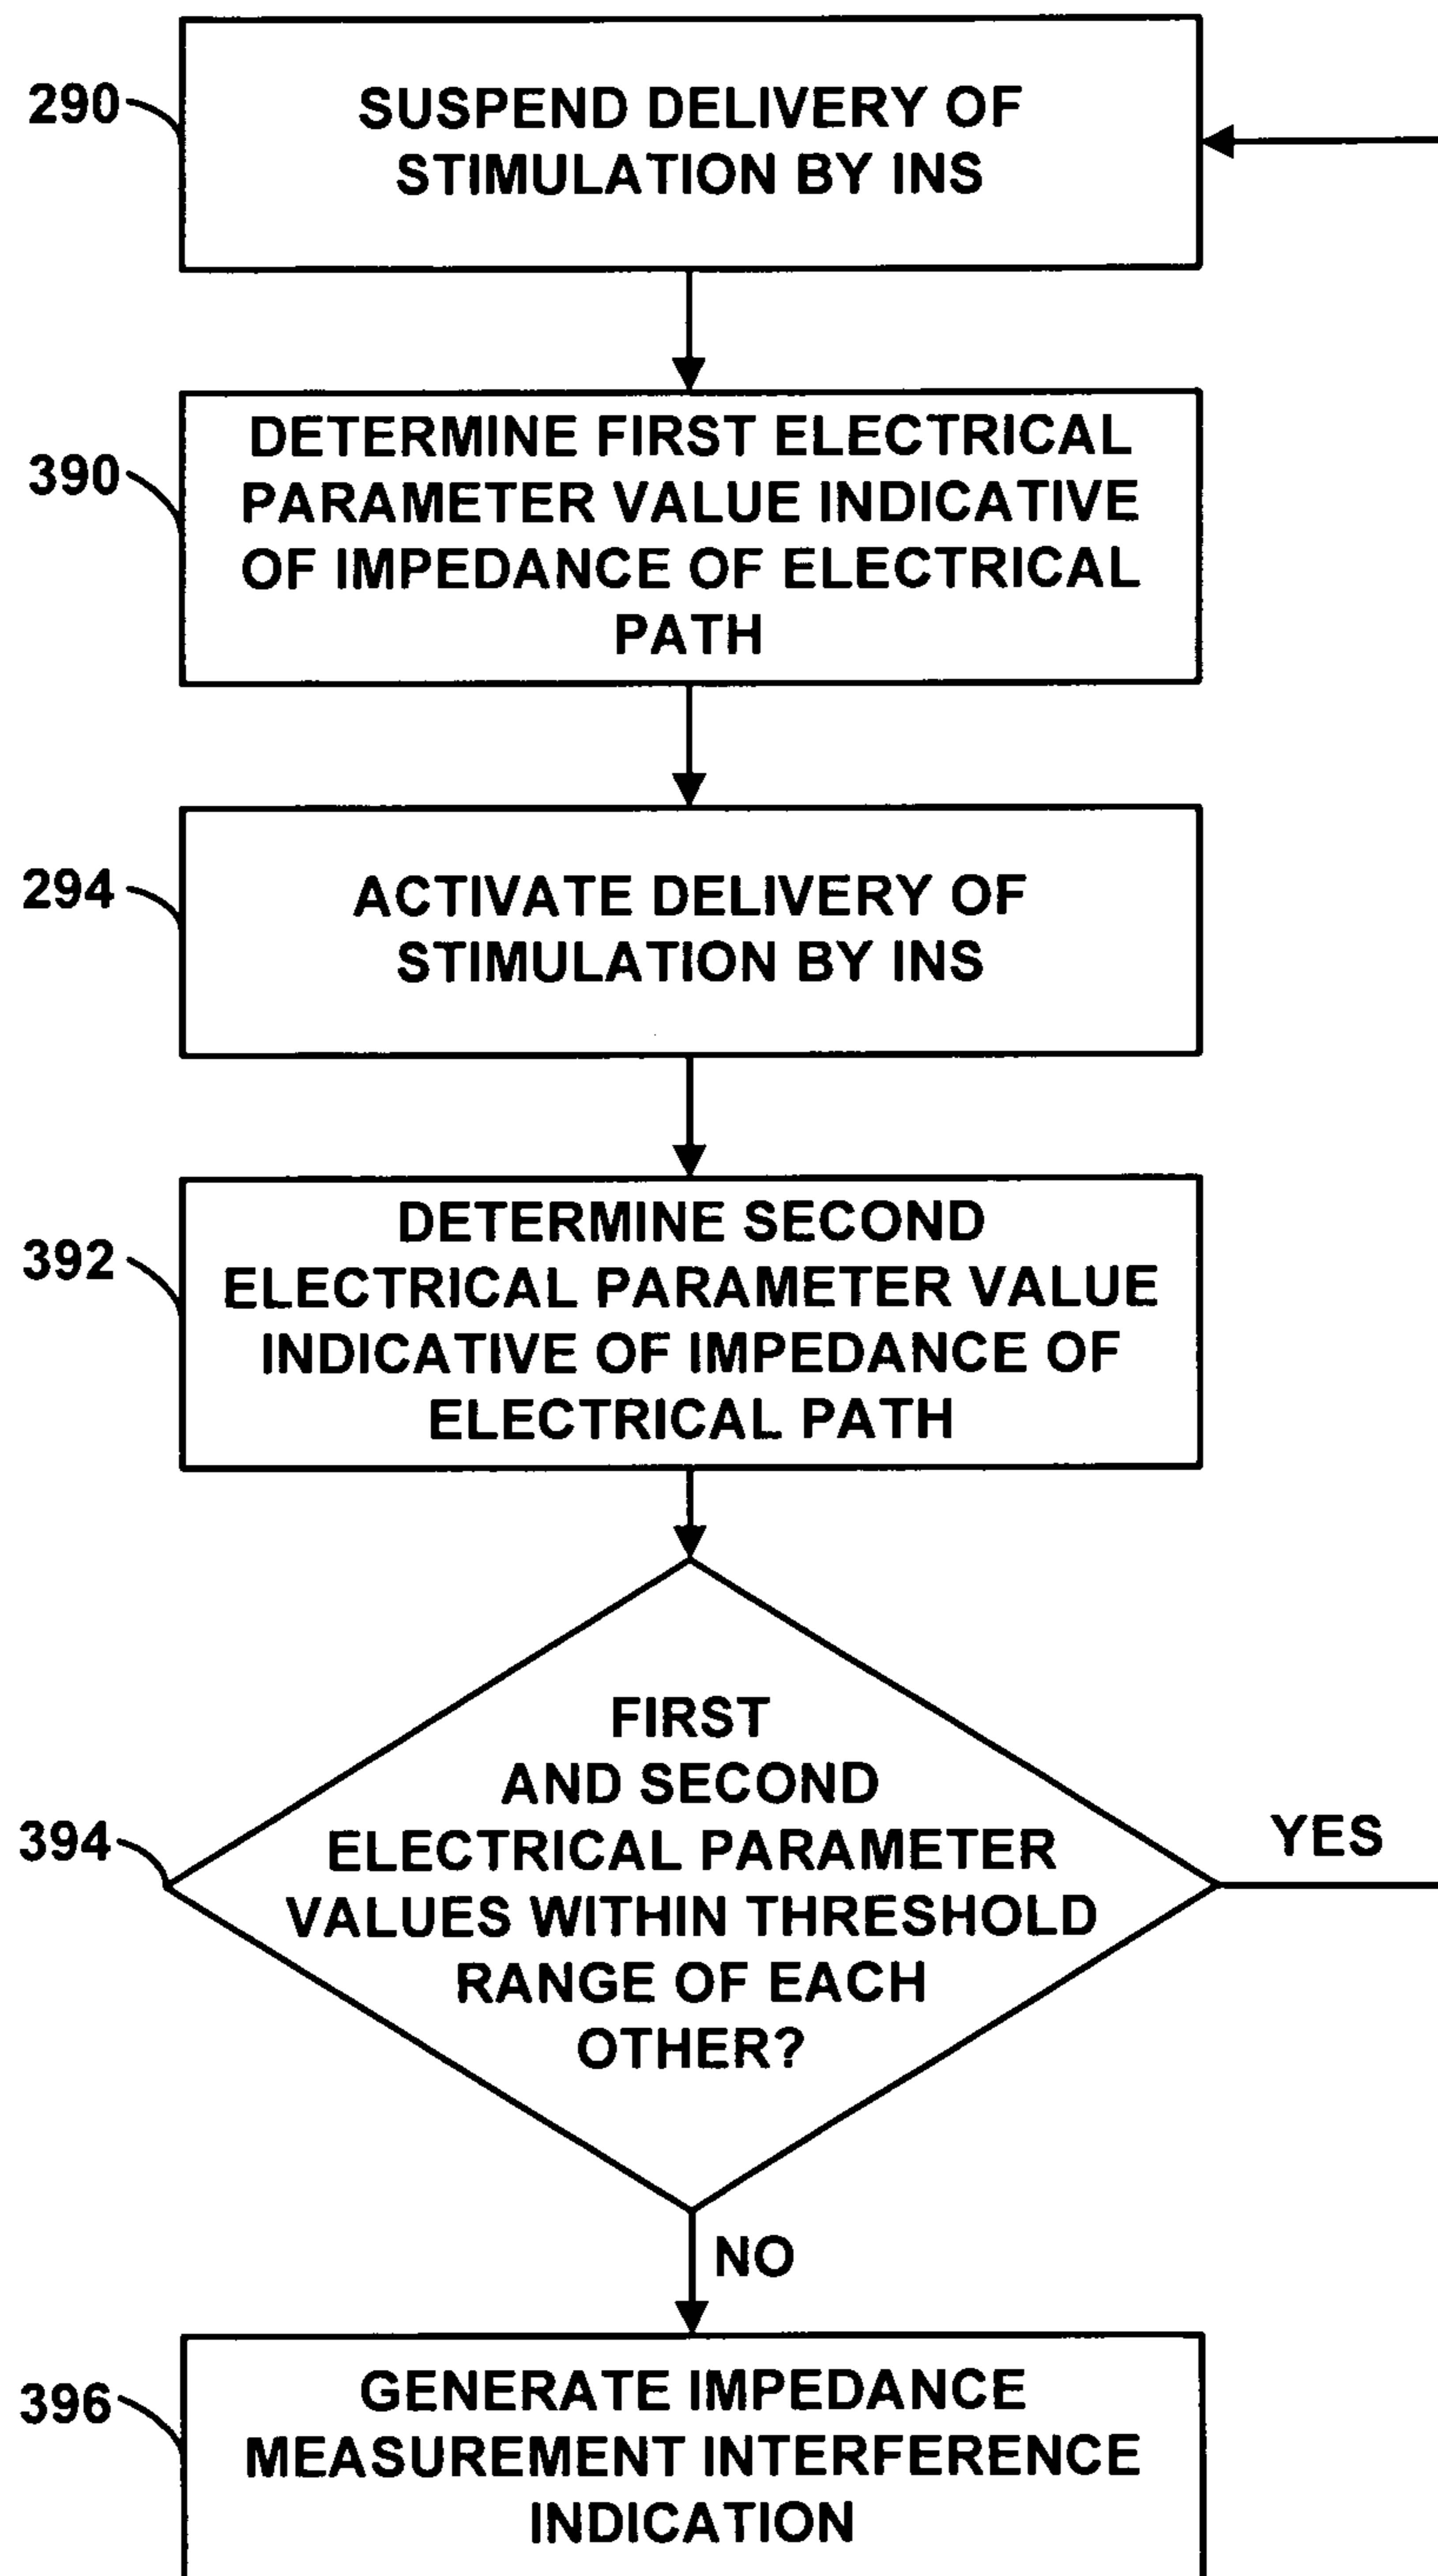 290
SUSPEND DELIVERY OF
STIMULATION BY INS
390
DETERMINE FIRST ELECTRICAL
PARAMETER VALUE INDICATIVE
OF IMPEDANCE OF ELECTRICAL
PATH
294
ACTIVATE DELIVERY OF
STIMULATION BY INS
392
DETERMINE SECOND
ELECTRICAL PARAMETER VALUE
INDICATIVE OF IMPEDANCE OF
ELECTRICAL PATH
394
FIRST
AND SECOND
ELECTRICAL PARAMETER
VALUES WITHIN THRESHOLD
RANGE OF EACH
OTHER?
YES
NO
396
GENERATE IMPEDANCE
MEASUREMENT INTERFERENCE
INDICATION